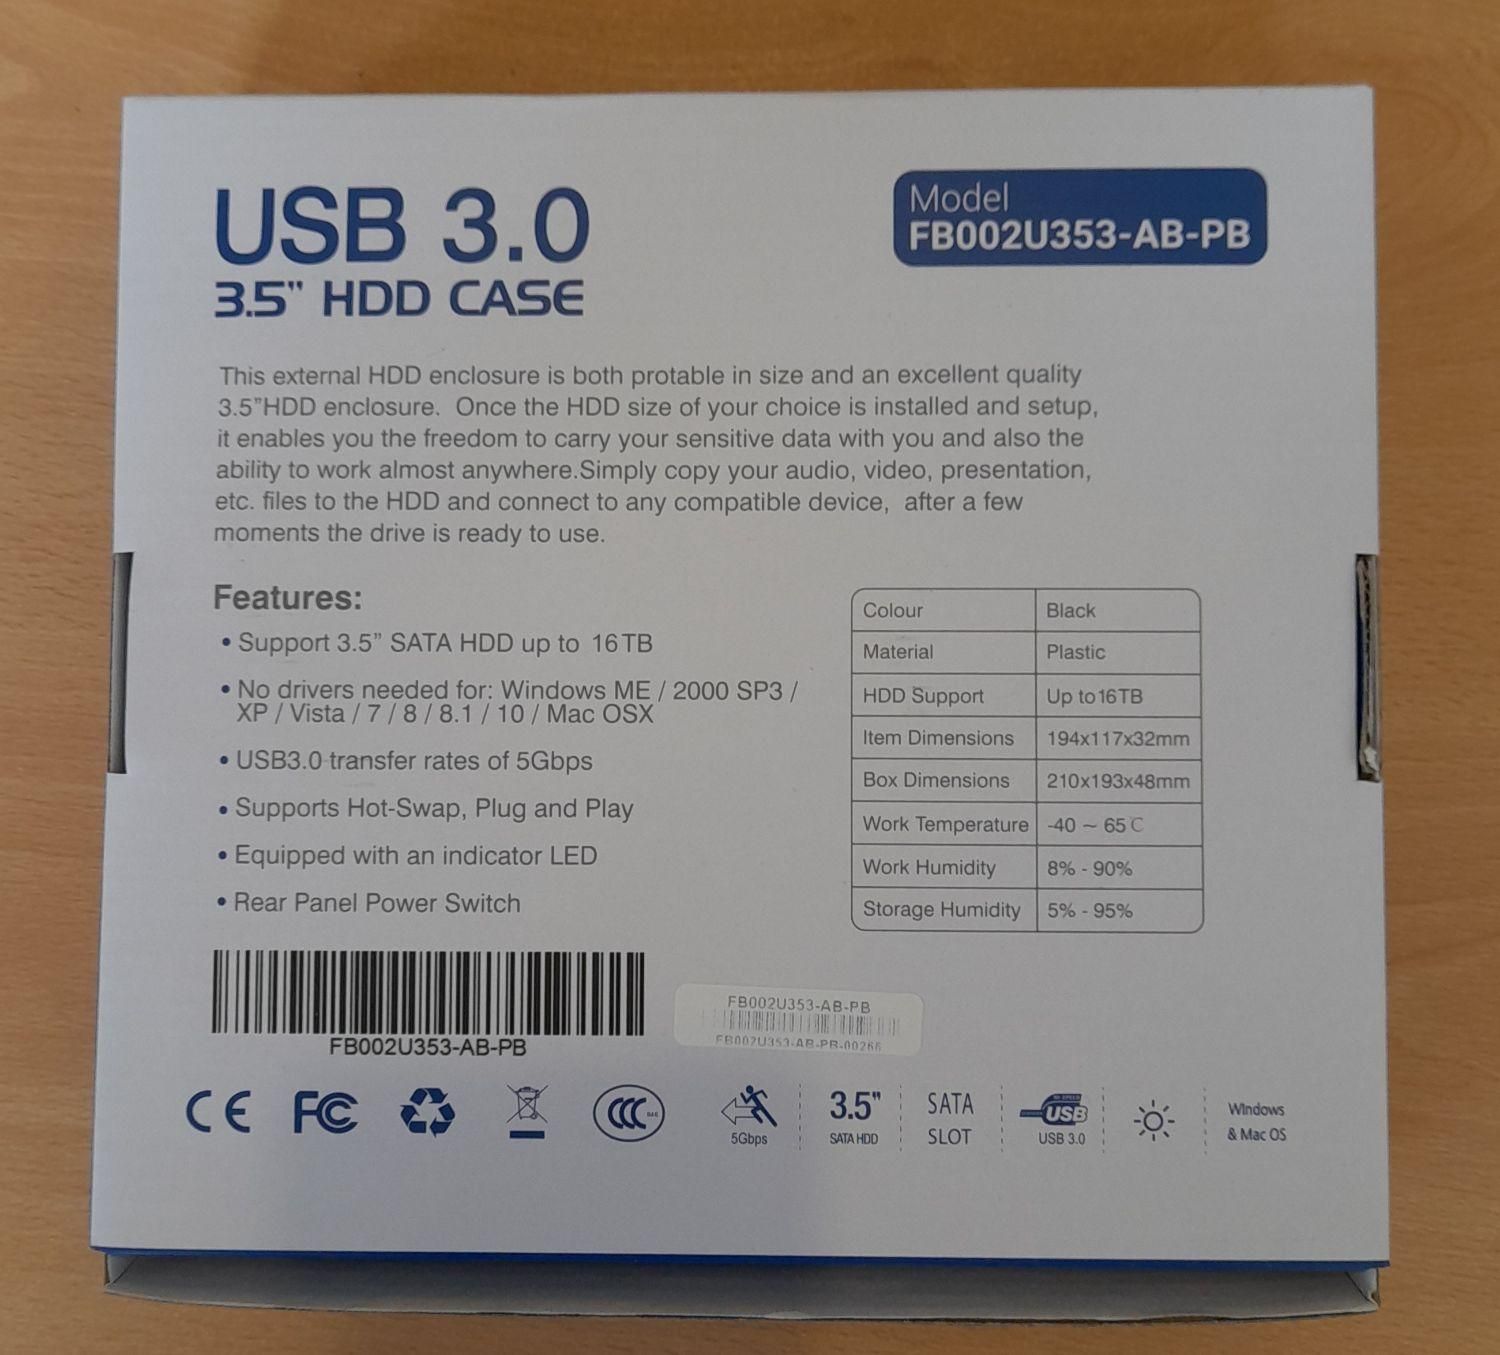 USB 3.0
3.5" HDD CASE
Model
FB002U353-AB-PB
This external HDD enclosure is both protable in size and an excellent quality
3.5"HDD enclosure. Once the HDD size of your choice is installed and setup,
it enables you the freedom to carry your sensitive data with you and also the
ability to work almost anywhere.Simply copy your audio, video, presentation,
etc. files to the HDD and connect to any compatible device, after a few
moments the drive is ready to use.
Features:
• Support 3.5" SATA HDD up to 16TB
• No drivers needed for: Windows ME / 2000 SP3 /
XP / Vista / 7 / 8 / 8.1 / 10 / Mac OSX
• USB3.0 transfer rates of 5Gbps
• Supports Hot-Swap, Plug and Play
• Equipped with an indicator LED
• Rear Panel Power Switch
Colour Black
Material Plastic
HDD Support Up to 16TB
Item Dimensions 194x117x32mm
Box Dimensions 210x193x48mm
Work Temperature -40 ~ 65℃
Work Humidity 8% - 90%
Storage Humidity 5% - 95%
FB002U353-AB-PB
FB002U353-AB-PB
FB002U353-AB-PB-00266
CE FC CCC
5Gbps
3.5"
SATA HDD
SATA
SLOT
USB
USB 3.0
Windows
& Mac OS